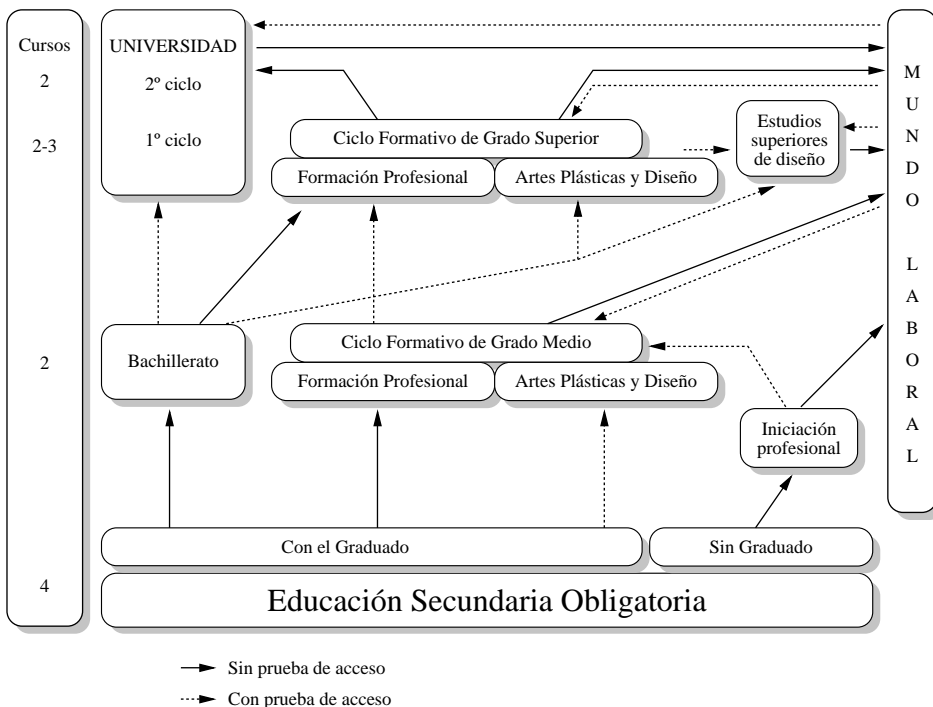 Cursos
2
2-3
2
4
UNIVERSIDAD
2º ciclo
1º ciclo
Ciclo Formativo de Grado Superior
Formación Profesional
Artes Plásticas y Diseño
Estudios
superiores
de diseño
MUNDO LABORAL
Bachillerato
Ciclo Formativo de Grado Medio
Formación Profesional
Artes Plásticas y Diseño
Iniciación
profesional
Con el Graduado
Sin Graduado
Educación Secundaria Obligatoria
Sin prueba de acceso
Con prueba de acceso